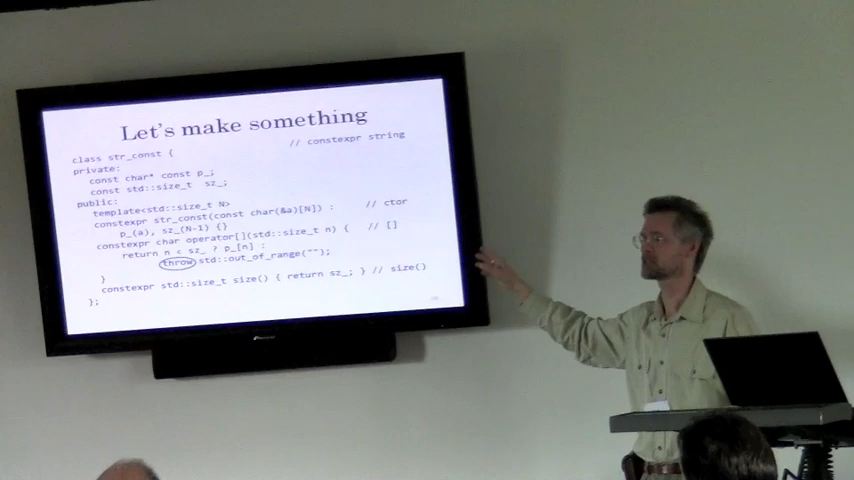 Let's make something
class str_const {                    // constexpr string
private:
const char* const p_;
const std::size_t sz_;
public:
template<std::size_t N>
constexpr str_const(const char(&a)[N]) :     // ctor
p_(a), sz_(N-1) {}
constexpr char operator[](std::size_t n) {   // []
return n < sz_ ? p_[n] :
throw std::out_of_range("");
}
constexpr std::size_t size() { return sz_; } // size()
};